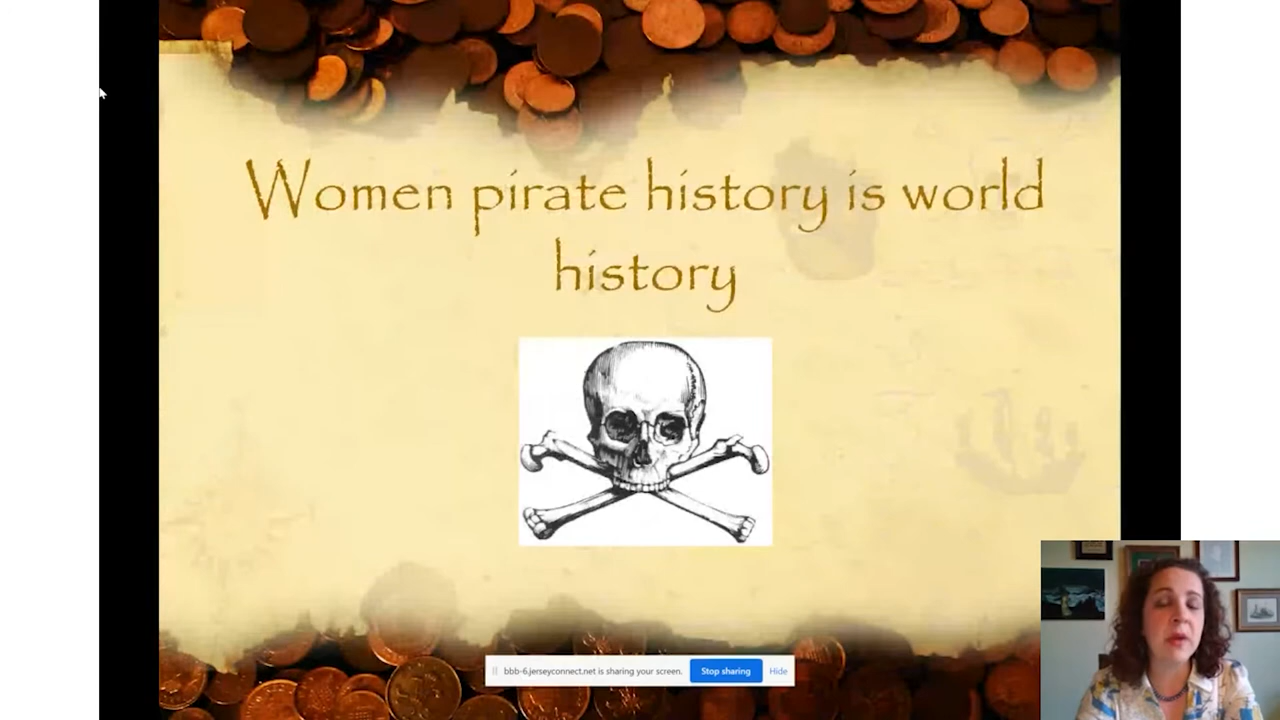 Women pirate history is world
history
bbb-6.jerseyconnect.net is sharing your screen. Stop sharing Hide